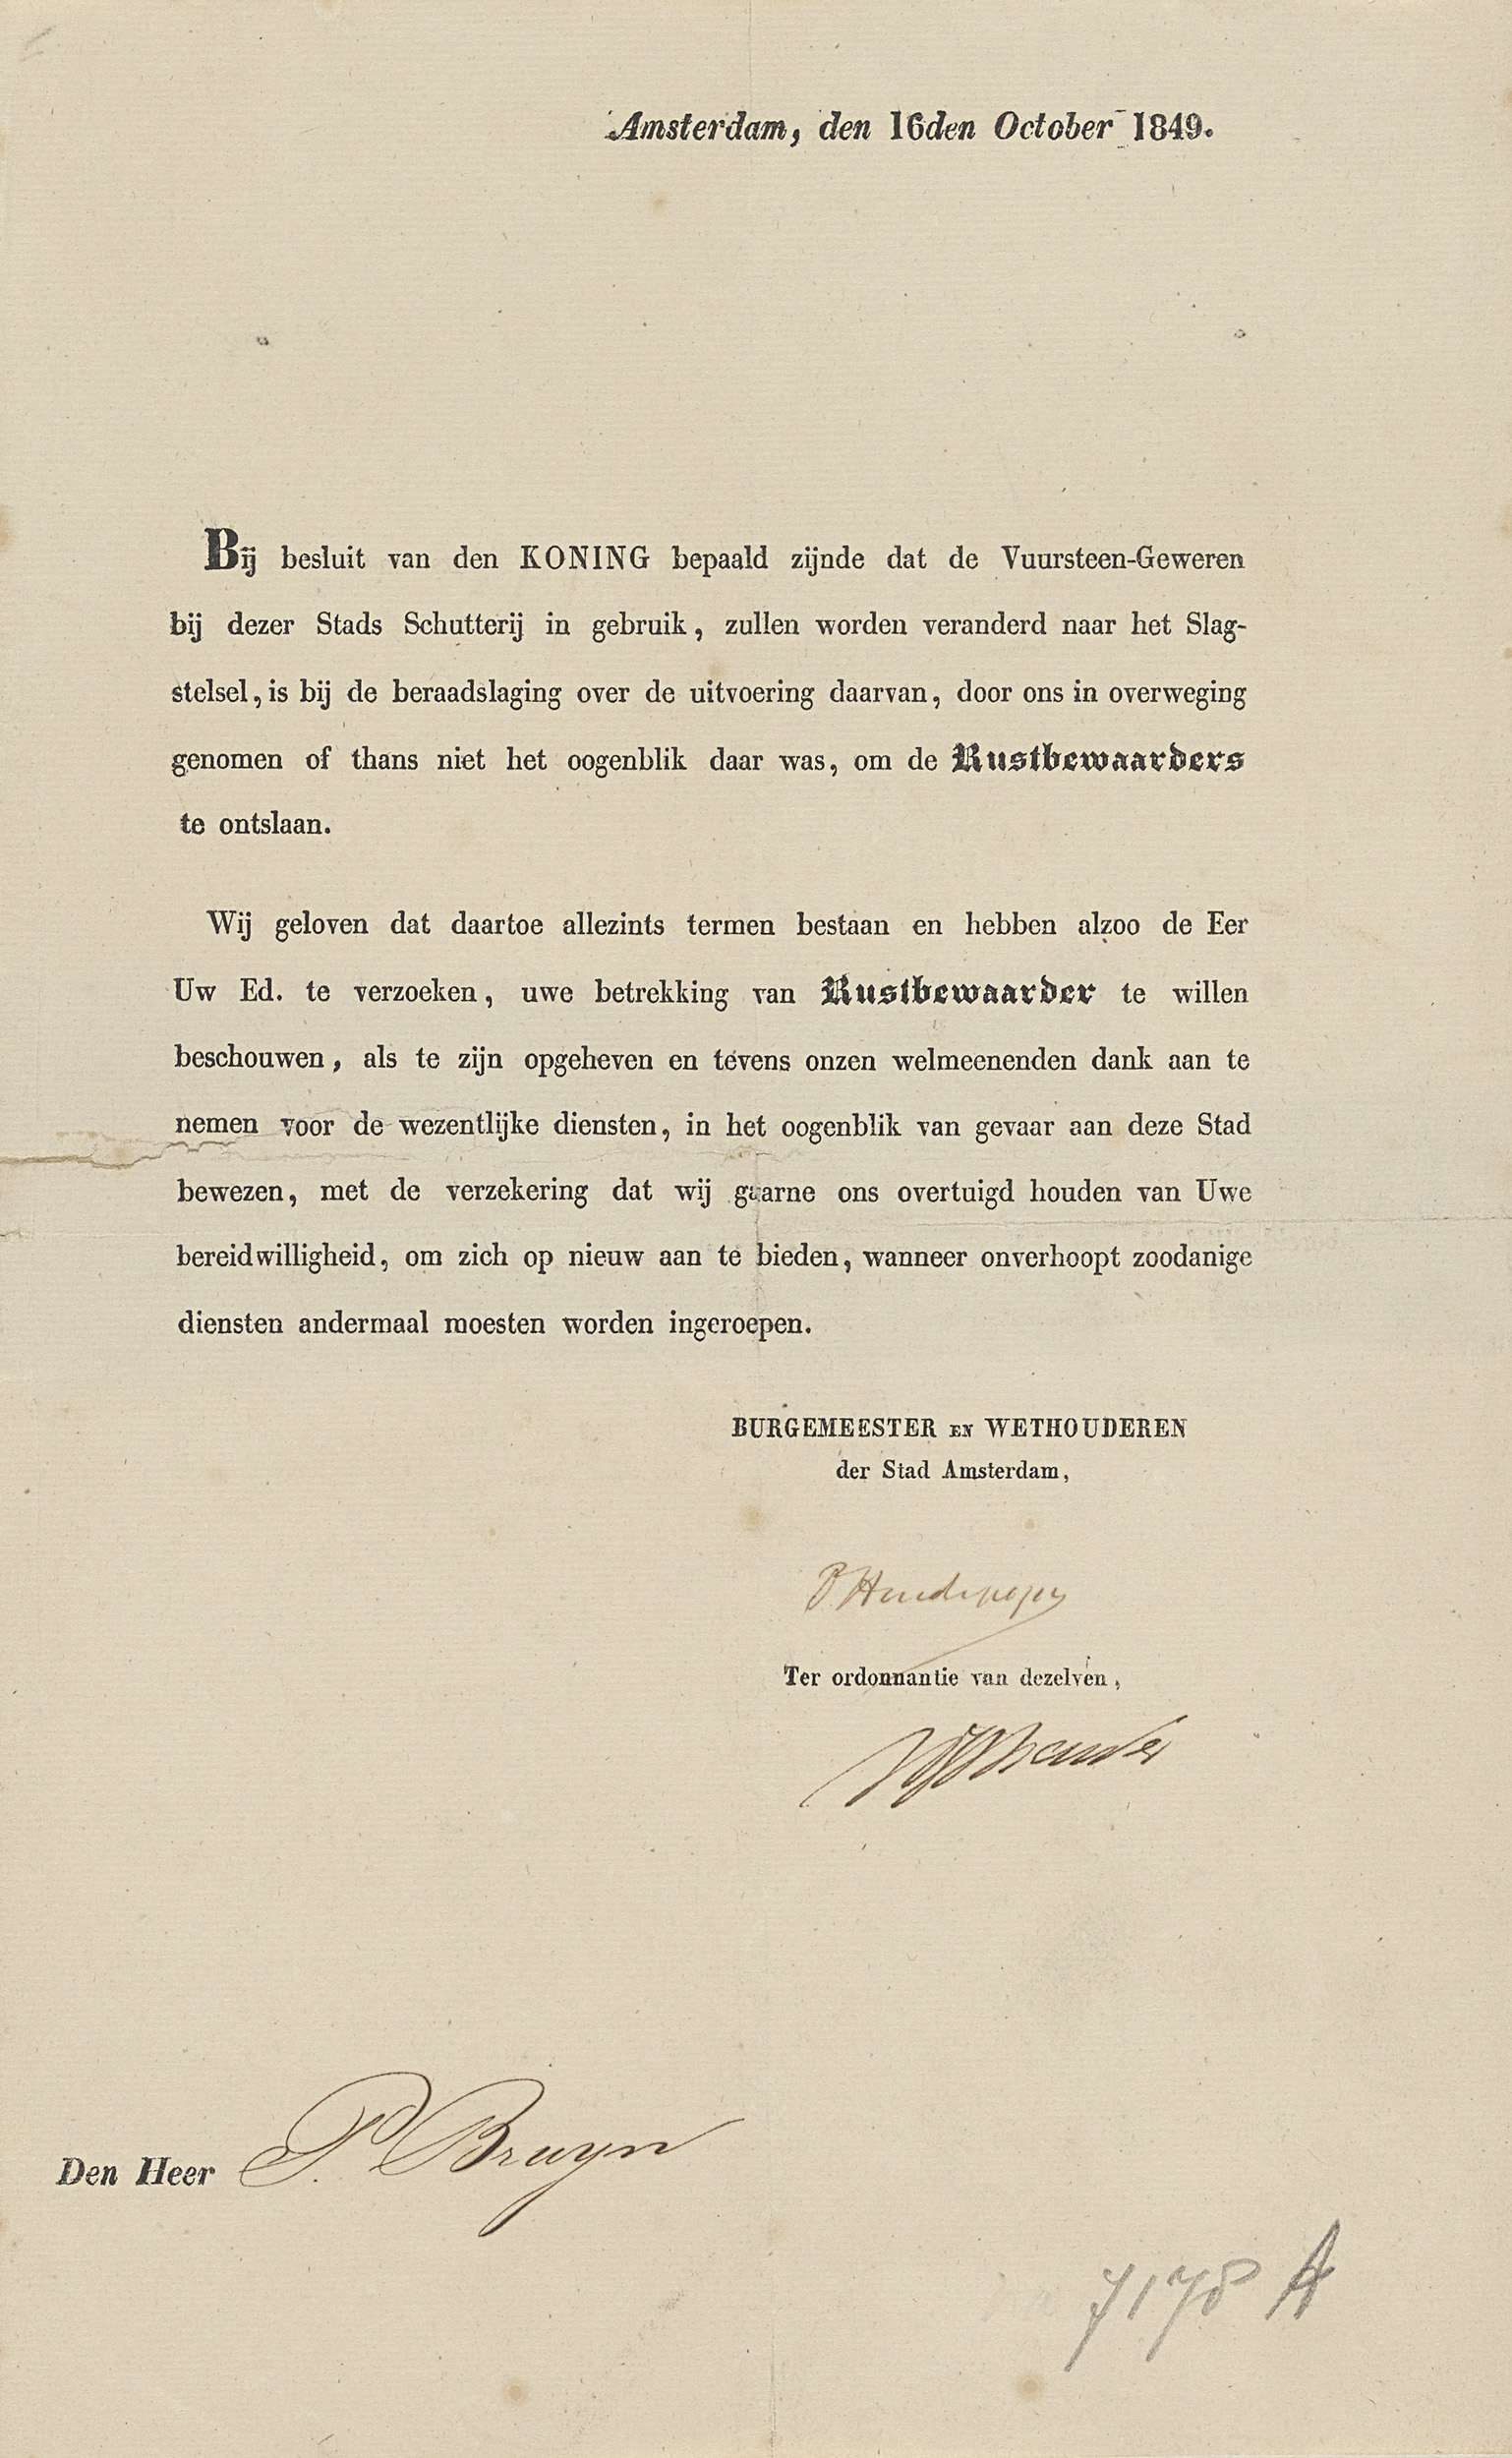 Amsterdam, den 16den October 1849.
Bij besluit van den KONING bepaald zijnde dat de Vuursteen-Geweren
bij dezer Stads Schutterij in gebruik, zullen worden veranderd naar het Slag-
stelsel, is bij de beraadslaging over de uitvoering daarvan, door ons in overweging
genomen of thans niet het oogenblik daar was, om de Rustbewaarders
te ontslaan.
Wij geloven dat daartoe allezints termen bestaan en hebben alzoo de Eer
Uw Ed. te verzoeken, uwe betrekking van Rustbewaarder te willen
beschouwen, als te zijn opgeheven en tevens onzen welmeenenden dank aan te
nemen voor de wezentlijke diensten, in het oogenblik van gevaar aan deze Stad
bewezen, met de verzekering dat wij gaarne ons overtuigd houden van Uwe
bereidwilligheid, om zich op nieuw aan te bieden, wanneer onverhoopt zoodanige
diensten andermaal moesten worden ingeroepen.
BURGEMEESTER EN WETHOUDEREN
der Stad Amsterdam,
Ter ordonnantie van dezelven,
Den Heer P. Bruyn
7178 A